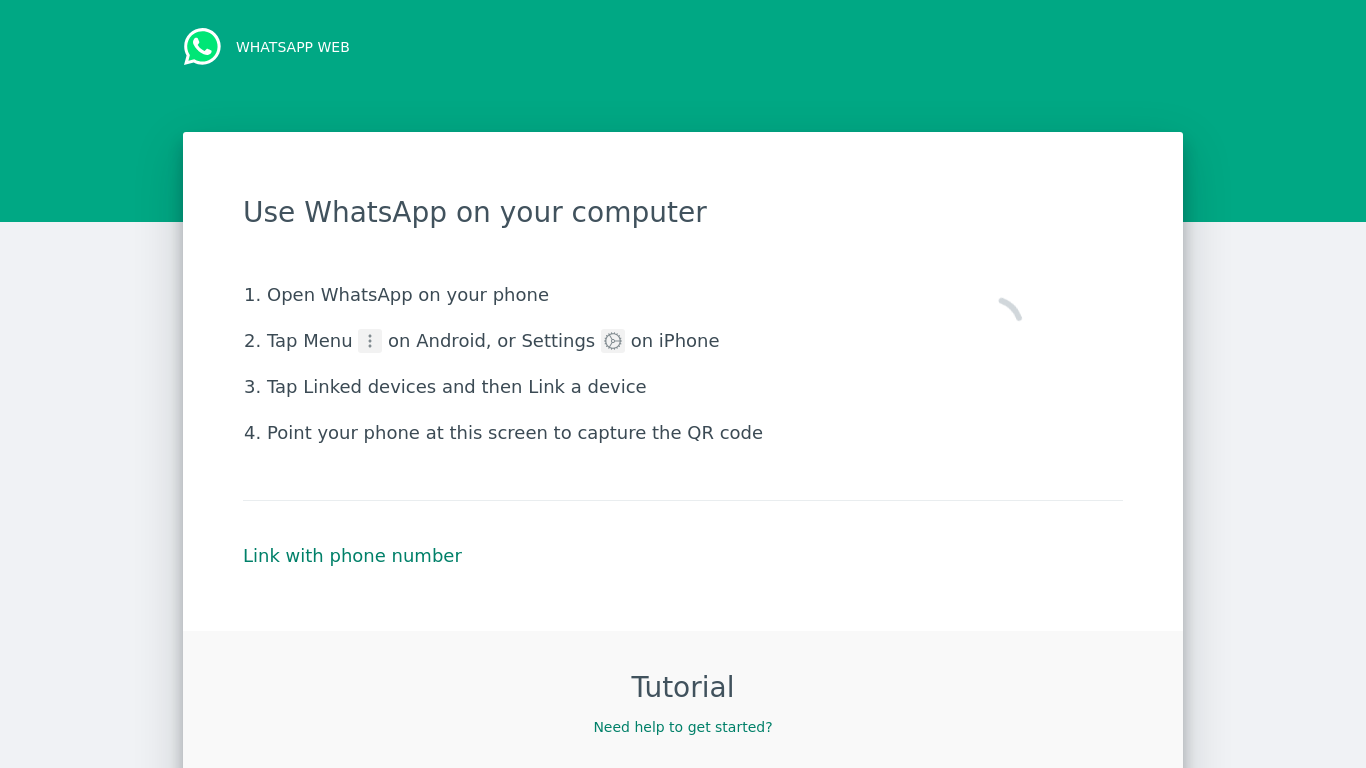 WHATSAPP WEB
Use WhatsApp on your computer
1. Open WhatsApp on your phone
2. Tap Menu on Android, or Settings on iPhone
3. Tap Linked devices and then Link a device
4. Point your phone at this screen to capture the QR code
Link with phone number
Tutorial
Need help to get started?